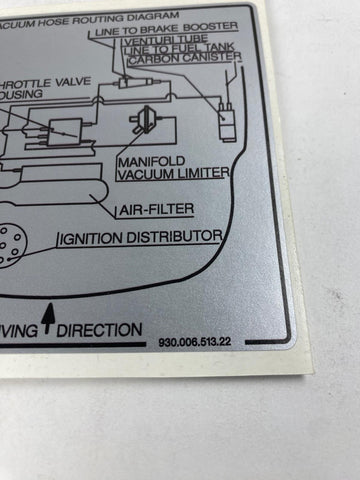 ACUUM HOSE ROUTING DIAGRAM
LINE TO BRAKE BOOSTER
VENTURI TUBE
LINE TO FUEL TANK
CARBON CANISTER
HROTTLE VALVE
OUSING
MANIFOLD
VACUUM LIMITER
AIR-FILTER
IGNITION DISTRIBUTOR
IVING DIRECTION
930.006.513.22